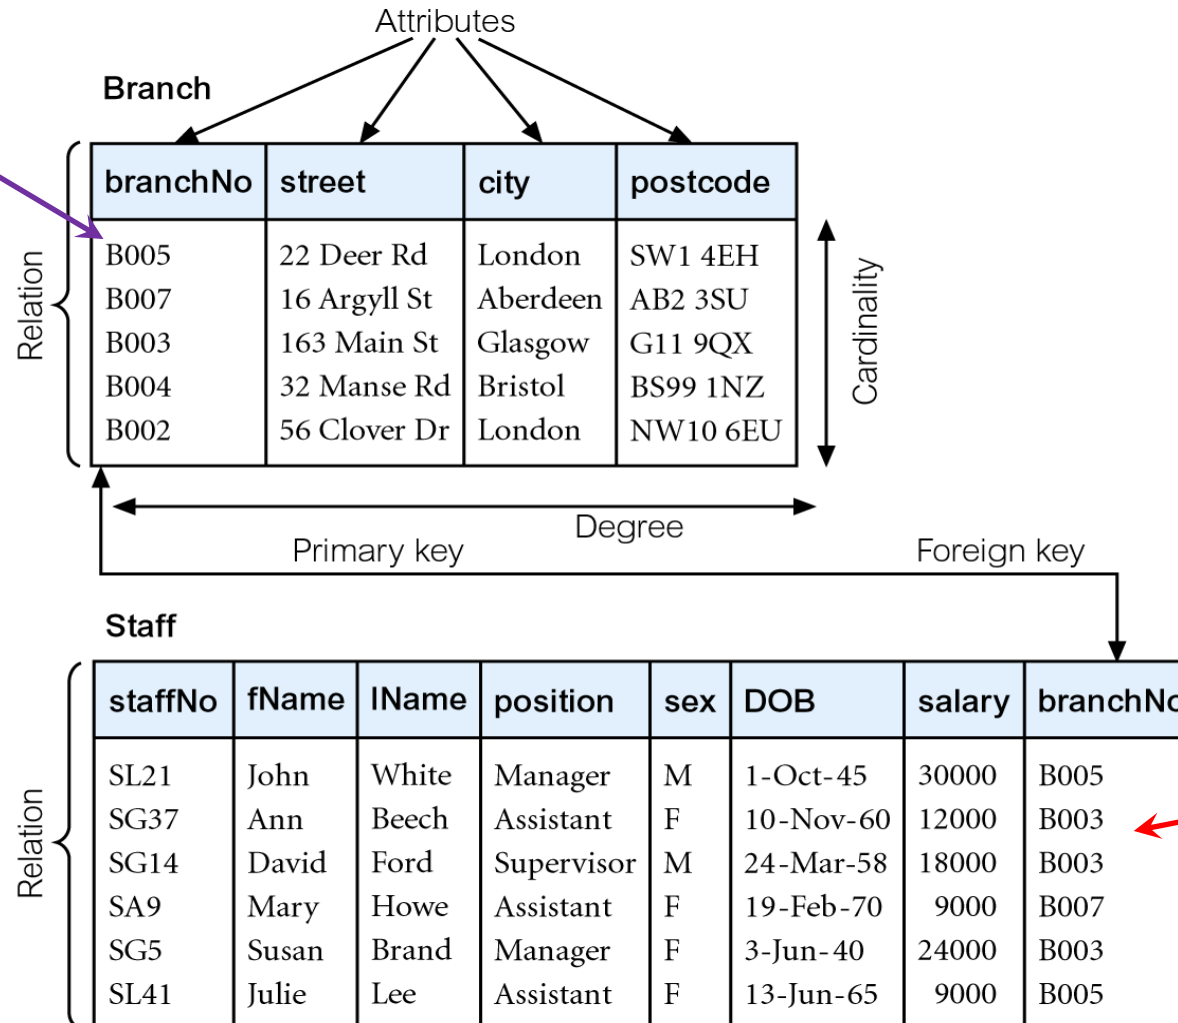 Attributes
Branch
branchNo street city postcode
B005 22 Deer Rd London SW1 4EH
B007 16 Argyll St Aberdeen AB2 3SU
B003 163 Main St Glasgow G11 9QX
B004 32 Manse Rd Bristol BS99 1NZ
B002 56 Clover Dr London NW10 6EU
Relation
Cardinality
Degree
Primary key Foreign key
Staff
staffNo fName lName position sex DOB salary branchNo
SL21 John White Manager M 1-Oct-45 30000 B005
SG37 Ann Beech Assistant F 10-Nov-60 12000 B003
SG14 David Ford Supervisor M 24-Mar-58 18000 B003
SA9 Mary Howe Assistant F 19-Feb-70 9000 B007
SG5 Susan Brand Manager F 3-Jun-40 24000 B003
SL41 Julie Lee Assistant F 13-Jun-65 9000 B005
Relation